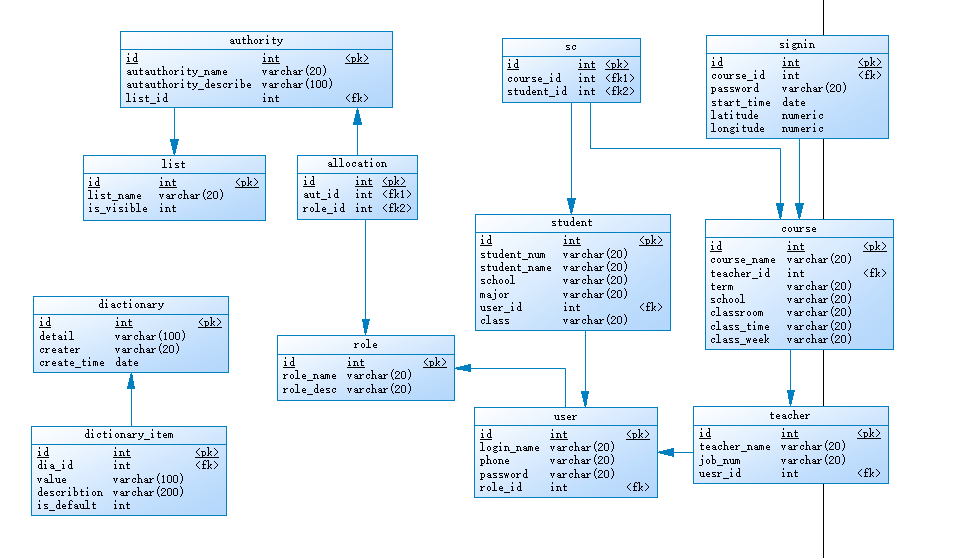 authority
id int <pk>
autauthority_name varchar(20)
autauthority_describe varchar(100)
list_id int <fk>
sc
id int <pk>
course_id int <fk1>
student_id int <fk2>
signin
id int <pk>
course_id int <fk>
password varchar(20)
start_time date
latitude numeric
longitude numeric
list
id int <pk>
list_name varchar(20)
is_visible int
allocation
id int <pk>
aut_id int <fk1>
role_id int <fk2>
student
id int <pk>
student_num varchar(20)
student_name varchar(20)
school varchar(20)
major varchar(20)
user_id int <fk>
class varchar(20)
course
id int <pk>
course_name varchar(20)
teacher_id int <fk>
term varchar(20)
school varchar(20)
classroom varchar(20)
class_time varchar(20)
class_week varchar(20)
diactionary
id int <pk>
detail varchar(100)
creater varchar(20)
create_time date
role
id int <pk>
role_name varchar(20)
role_desc varchar(20)
dictionary_item
id int <pk>
dia_id int <fk>
value varchar(100)
describtion varchar(200)
is_default int
user
id int <pk>
login_name varchar(20)
phone varchar(20)
password varchar(20)
role_id int <fk>
teacher
id int <pk>
teacher_name varchar(20)
job_num varchar(20)
uesr_id int <fk>